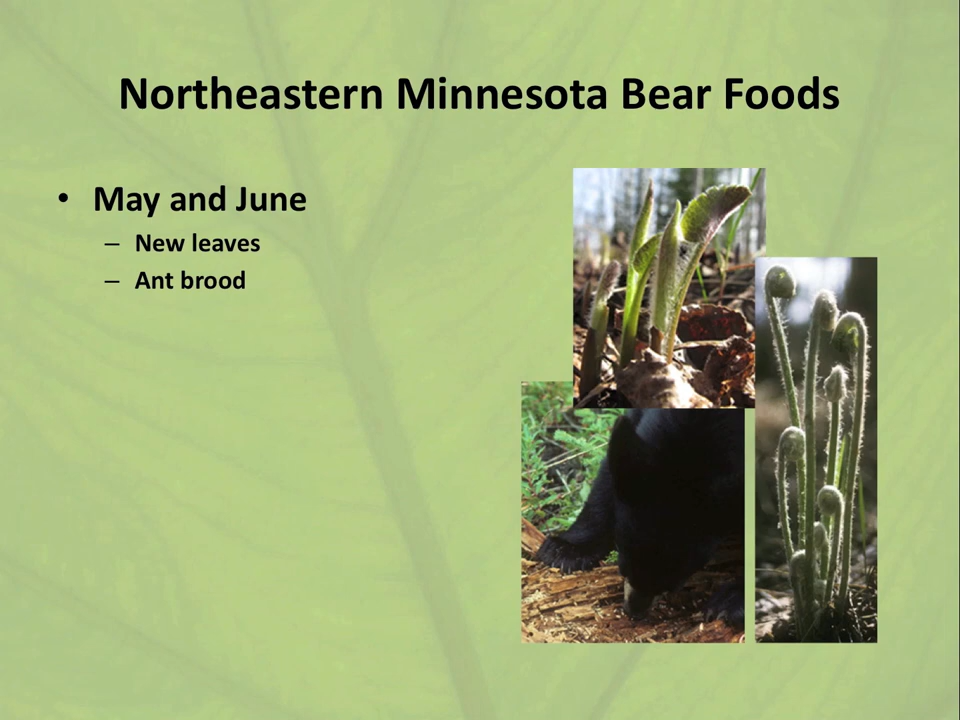 Northeastern Minnesota Bear Foods
• May and June
– New leaves
– Ant brood